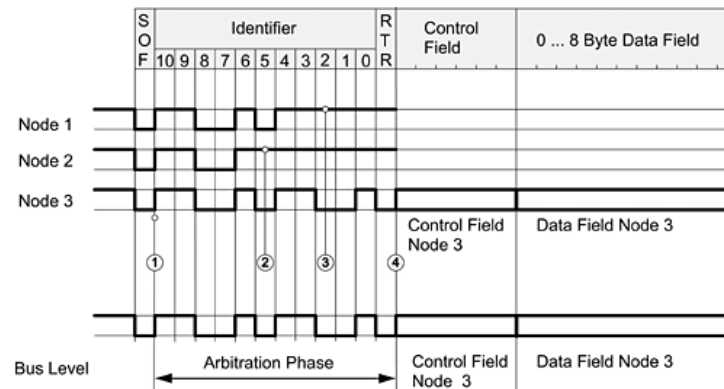 S O F
Identifier
R T R
Control Field
0 ... 8 Byte Data Field
10 9 8 7 6 5 4 3 2 1 0
Node 1
Node 2
Node 3
Control Field Node 3
Data Field Node 3
1 2 3 4
Bus Level
Arbitration Phase
Control Field Node 3
Data Field Node 3